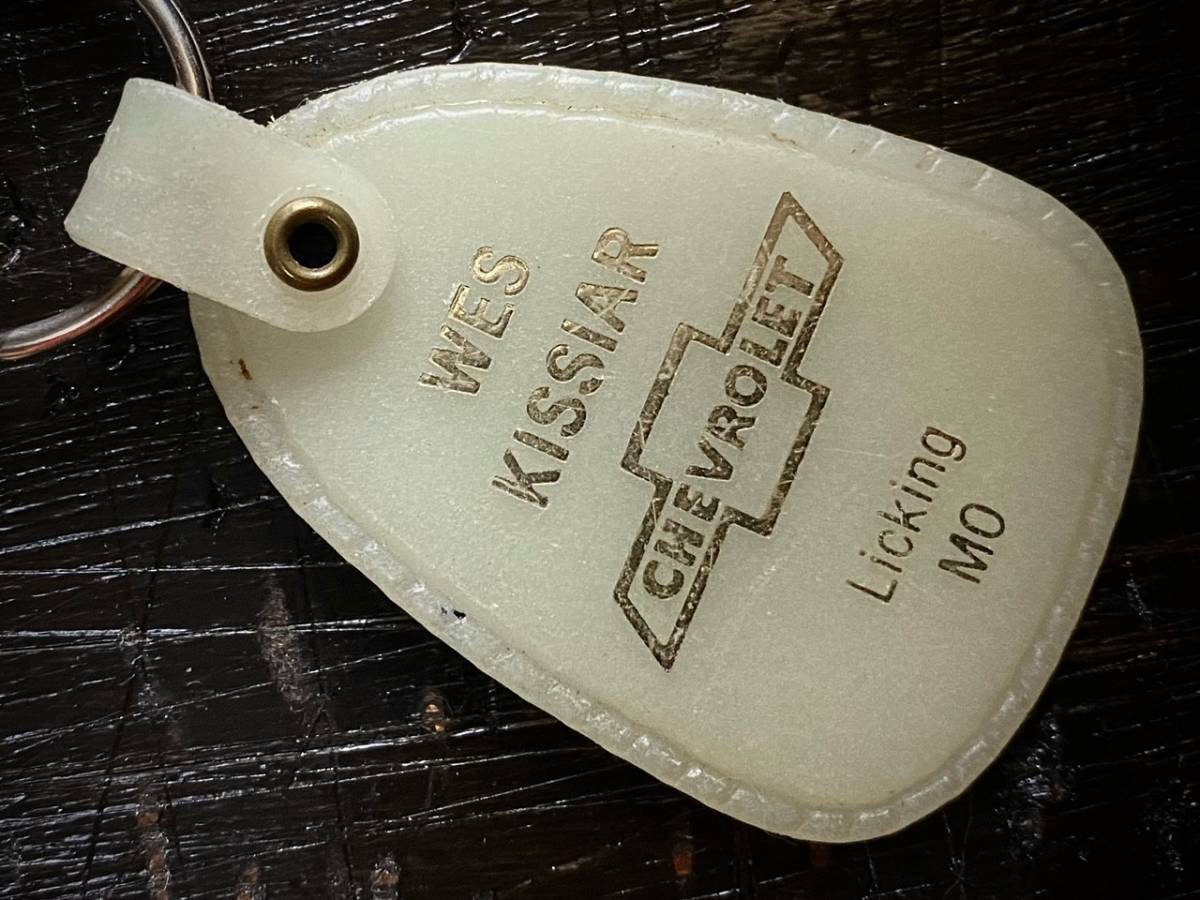 WES
KISSIAR
CHEVROLET
Licking
MO